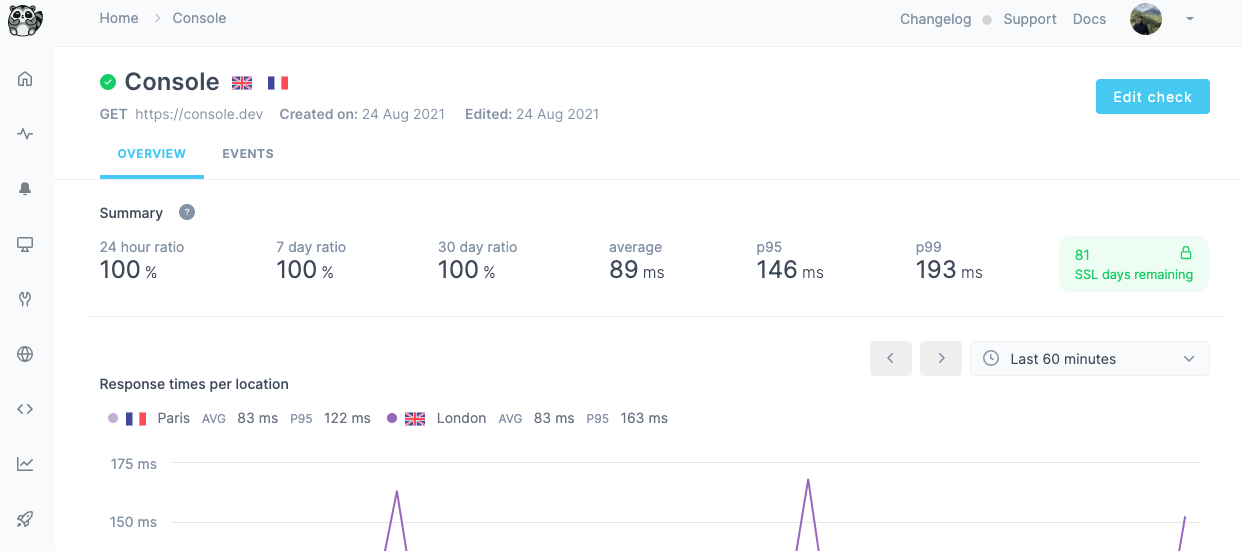 Home > Console Changelog Support Docs
Console
GET https://console.dev Created on: 24 Aug 2021 Edited: 24 Aug 2021
Edit check
OVERVIEW EVENTS
Summary ?
24 hour ratio 7 day ratio 30 day ratio average p95 p99
100 % 100 % 100 % 89 ms 146 ms 193 ms
81
SSL days remaining
Last 60 minutes
Response times per location
Paris AVG 83 ms P95 122 ms London AVG 83 ms P95 163 ms
175 ms
150 ms